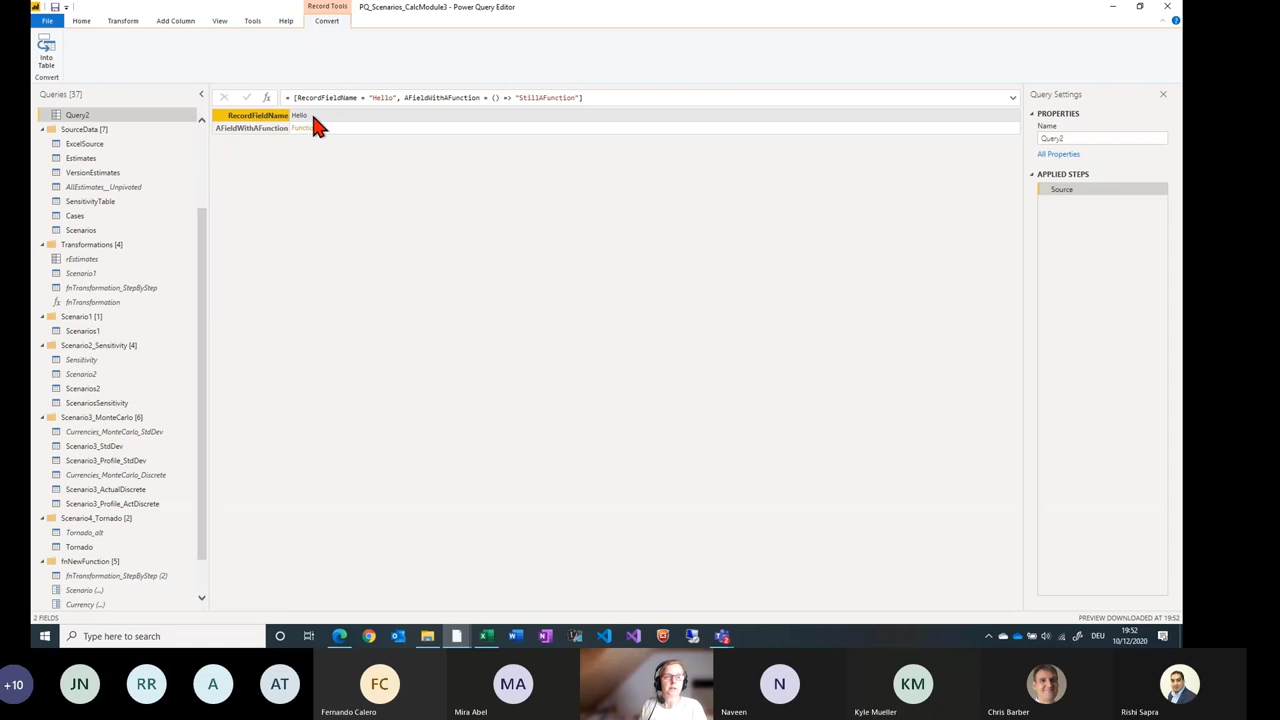 Record Tools
PQ_Scenarios_CalcModule3 - Power Query Editor
File
Home
Transform
Add Column
View
Tools
Help
Convert
Into
Table
Convert
Queries [37]
= [RecordFieldName = "Hello", AFieldWithAFunction = () => "StillAFunction"]
Query2
SourceData [7]
ExcelSource
Estimates
VersionEstimates
AllEstimates__Unpivoted
SensitivityTable
Cases
Scenarios
Transformations [4]
rEstimates
Scenario1
fnTransformation_StepByStep
fnTransformation
Scenario1 [1]
Scenarios1
Scenario2_Sensitivity [4]
Sensitivity
Scenario2
Scenarios2
ScenariosSensitivity
Scenario3_MonteCarlo [6]
Currencies_MonteCarlo_StdDev
Scenario3_StdDev
Scenario3_Profile_StdDev
Currencies_MonteCarlo_Discrete
Scenario3_ActualDiscrete
Scenario3_Profile_ActDiscrete
Scenario4_Tornado [2]
Tornado_alt
Tornado
fnNewFunction [5]
fnTransformation_StepByStep (2)
Scenario (...)
Currency (...)
RecordFieldName Hello
AFieldWithAFunction
Query Settings
PROPERTIES
Name
Query2
All Properties
APPLIED STEPS
Source
2 FIELDS
PREVIEW DOWNLOADED AT 19:52
Type here to search
DEU
19:52
10/12/2020
+10
JN
RR
A
AT
FC
MA
N
KM
Fernando Calero
Mira Abel
Naveen
Kyle Mueller
Chris Barber
Rishi Sapra